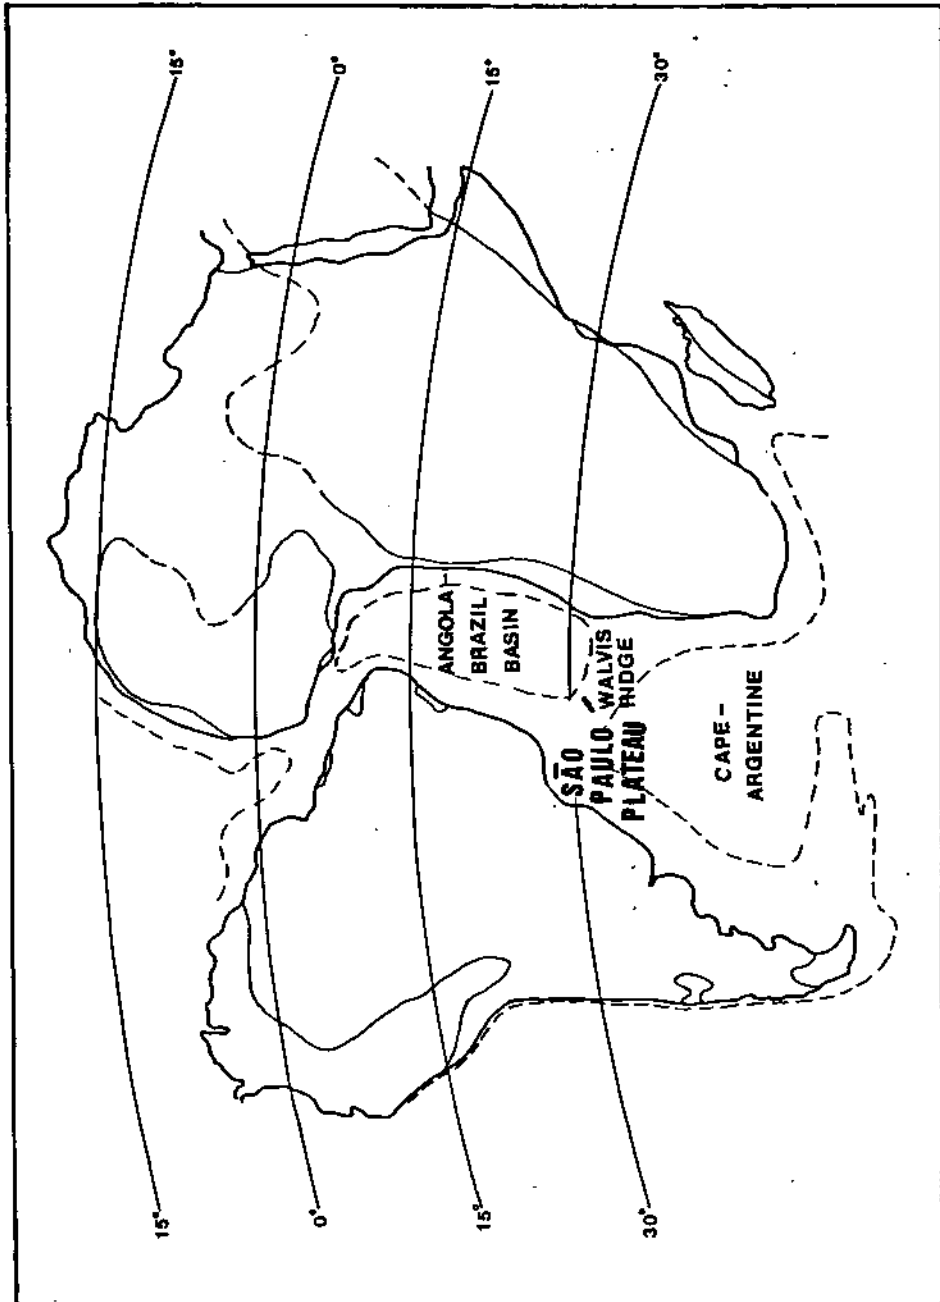 15°
0°
15°
30°
ANGOLA-
BRAZIL
BASIN
WALVIS
RIDGE
SÃO
PAULO
PLATEAU
CAPE-
ARGENTINE
15°
0°
15°
30°